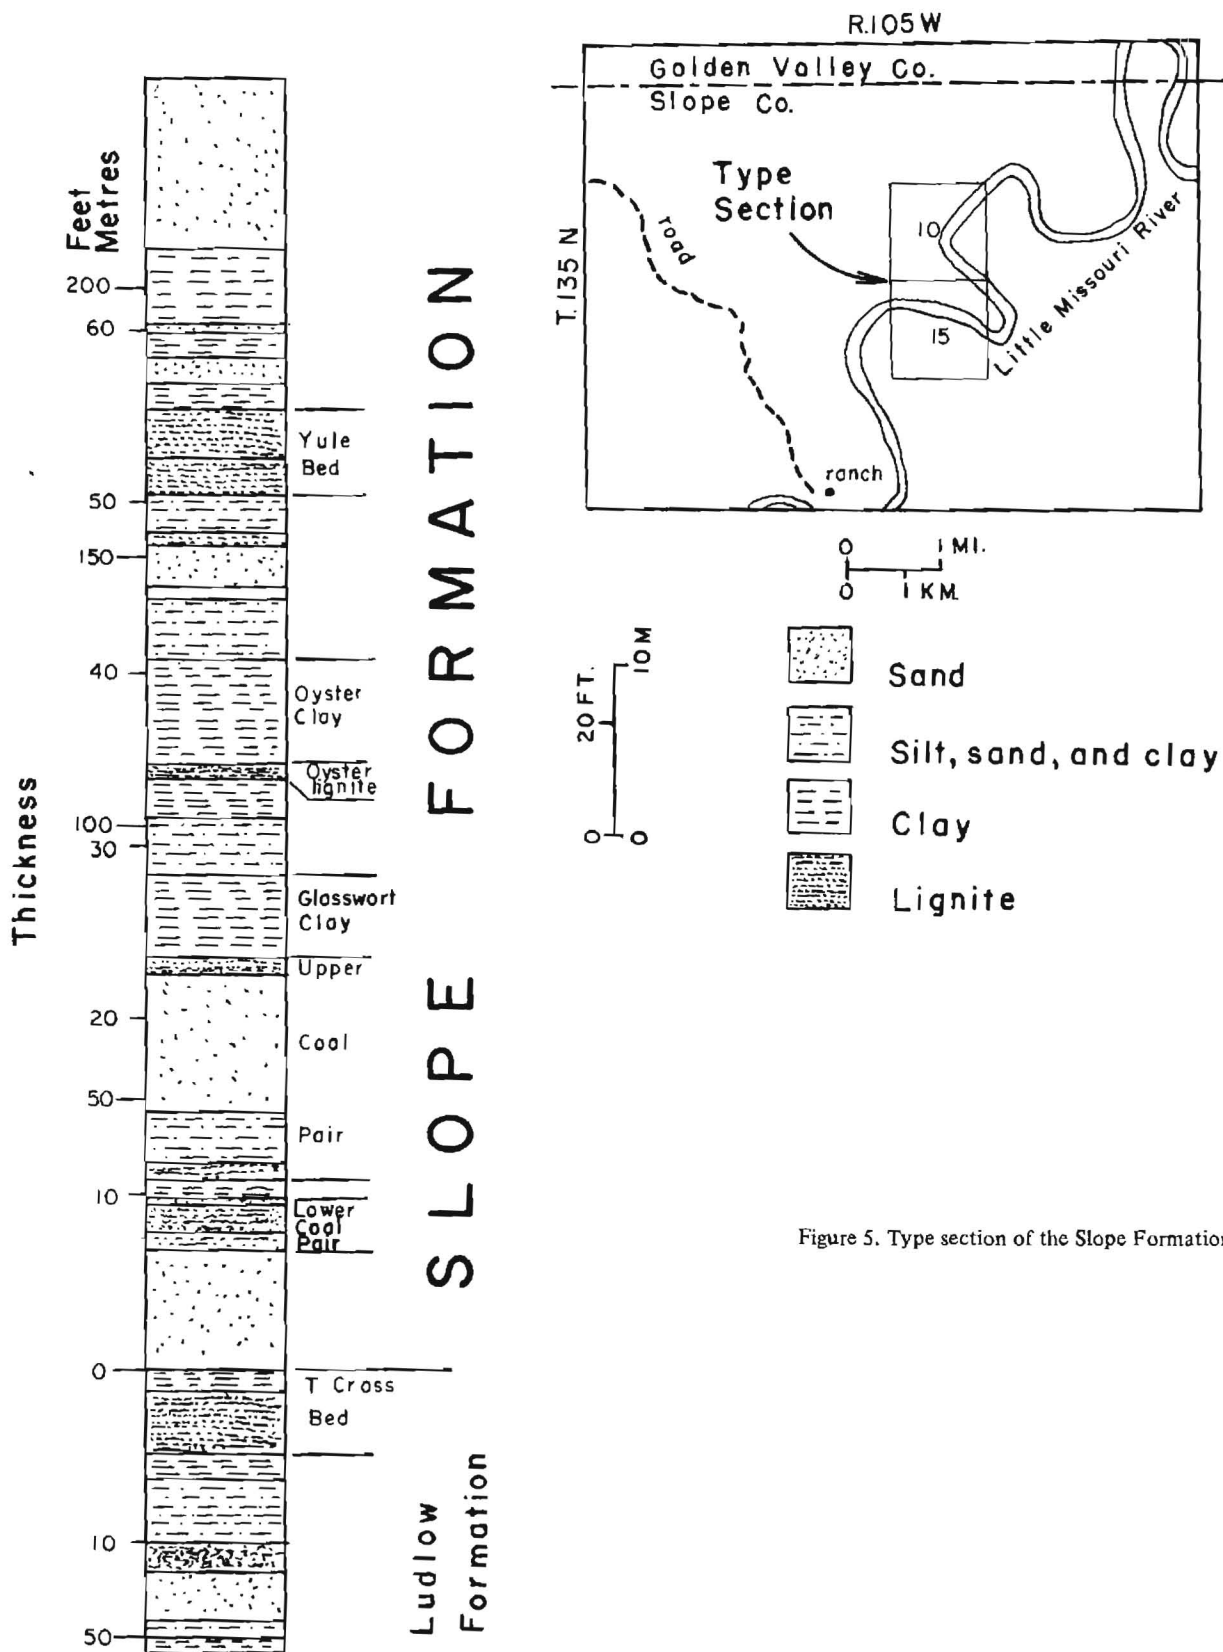 R.105W
Golden Valley Co.
Slope Co.
Type
Section
road
10
15
T.135 N
Little Missouri River
ranch
0 1 MI.
0 1 KM.
Feet
Metres
200
60
50
150
40
100
30
20
50
10
0
10
50
Thickness
Yule
Bed
Oyster
Clay
Oyster
lignite
Glasswort
Clay
Upper
Coal
Pair
Lower
Coal
Pair
T Cross
Bed
SLOPE FORMATION
Ludlow
Formation
20 FT.
10 M
0
0
Sand
Silt, sand, and clay
Clay
Lignite
Figure 5. Type section of the Slope Formation